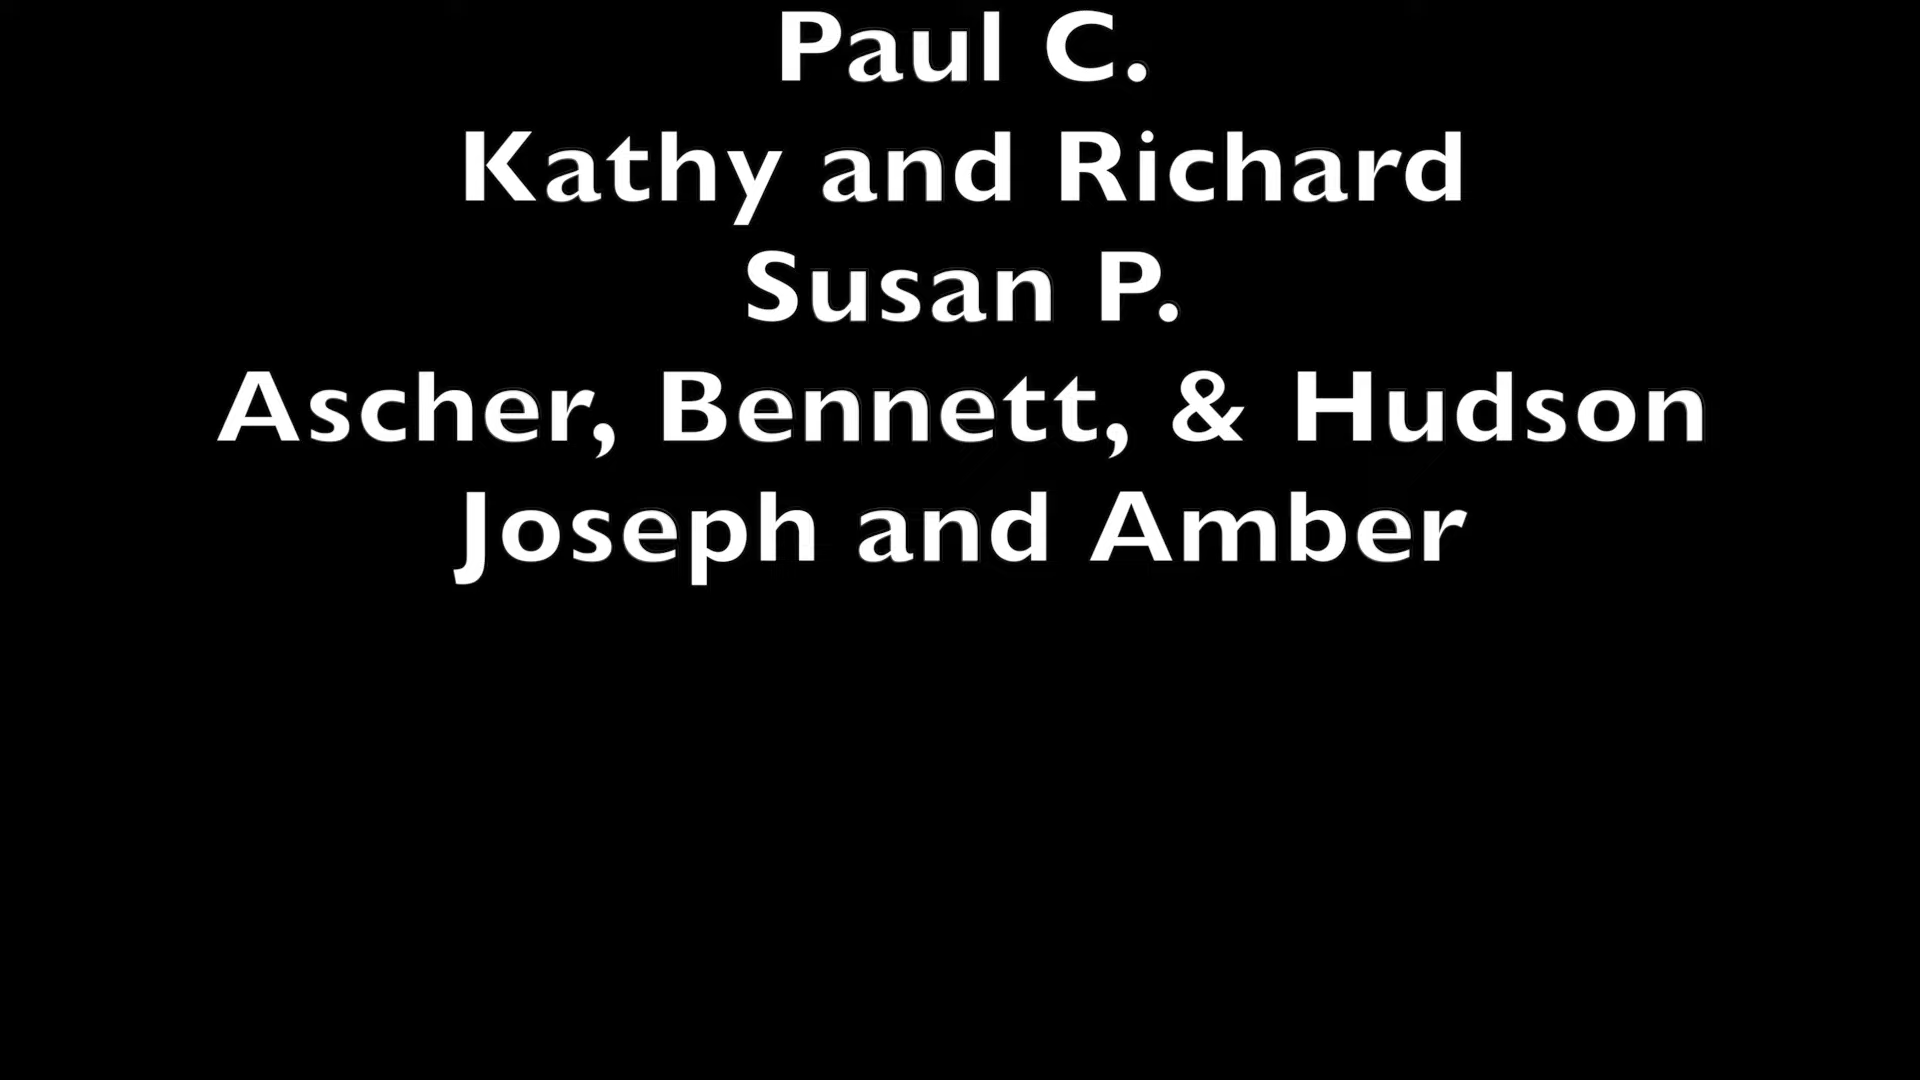 Paul C.
Kathy and Richard
Susan P.
Ascher, Bennett, & Hudson
Joseph and Amber